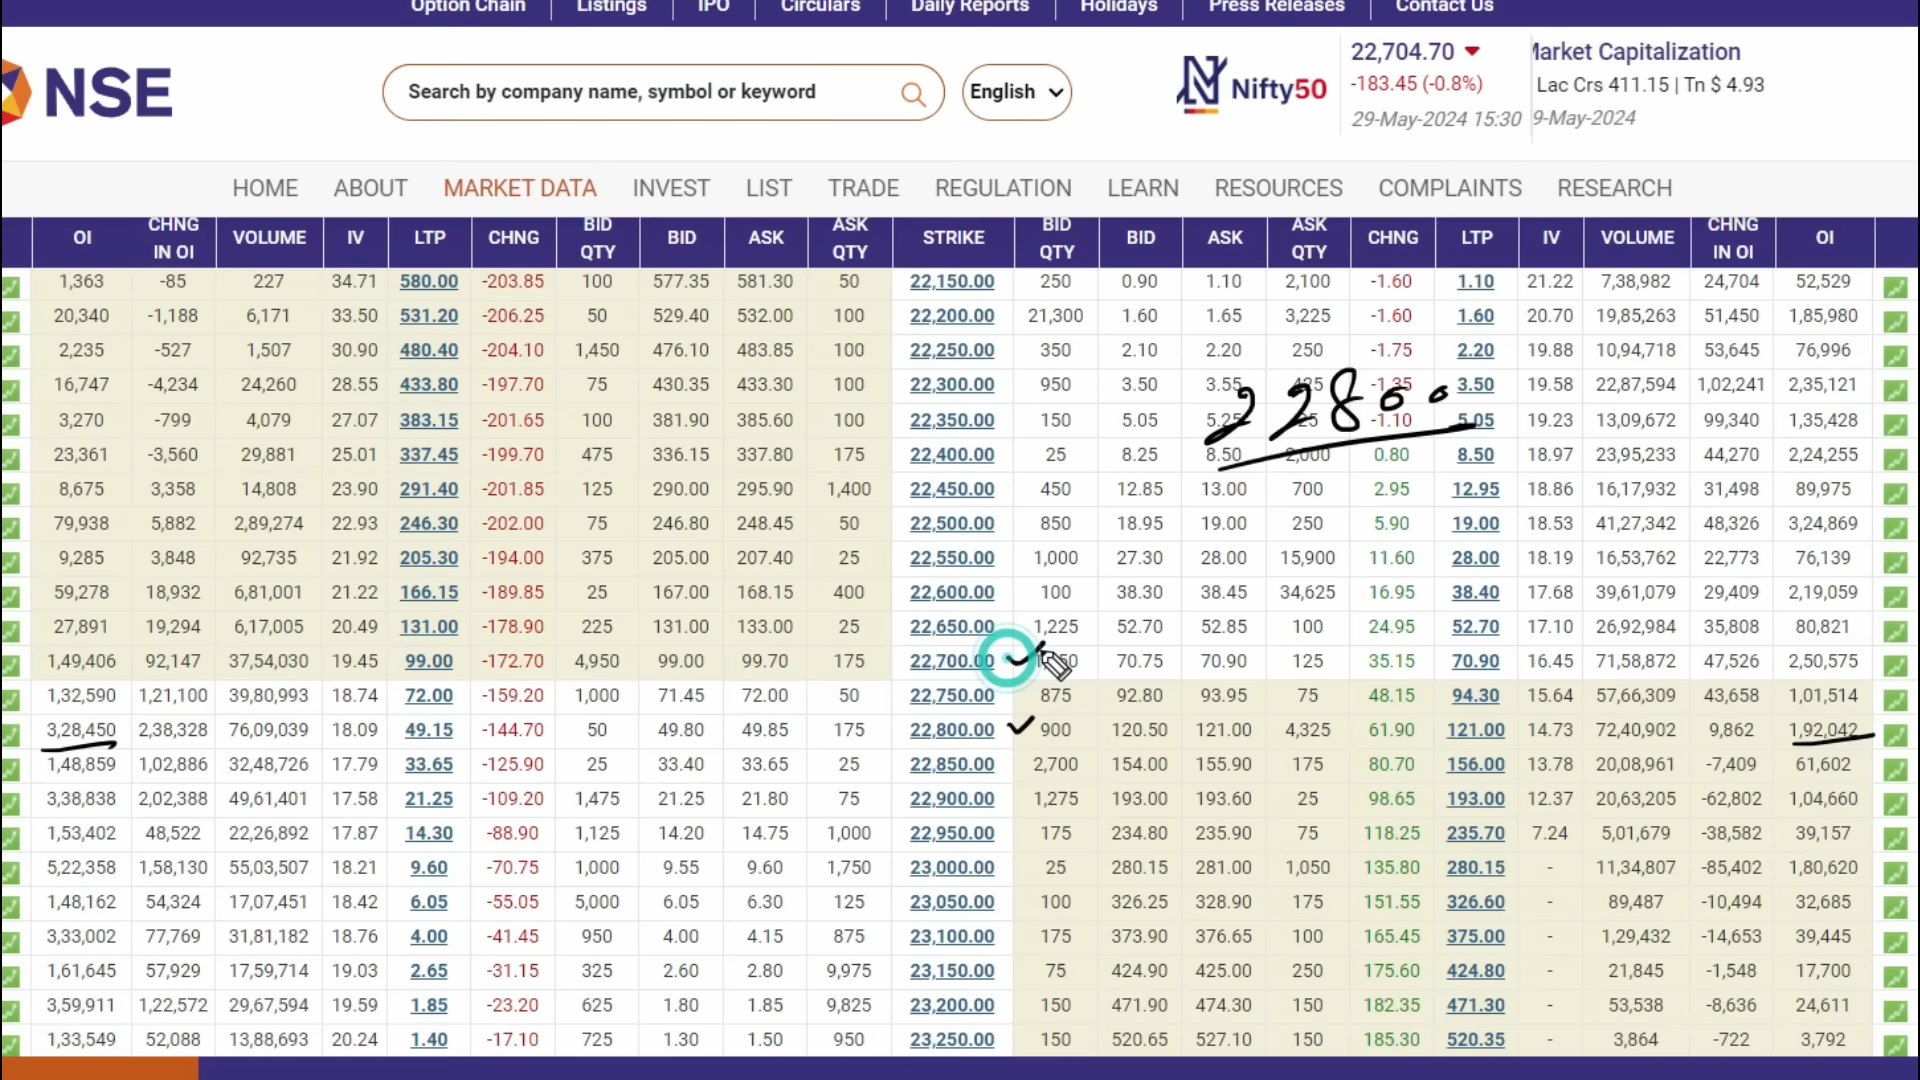 Option Chain Listings IPO Circulars Daily Reports Holidays Press Releases Contact Us
NSE
Search by company name, symbol or keyword
English
Nifty50
22,704.70
-183.45 (-0.8%)
29-May-2024 15:30
Market Capitalization
Lac Crs 411.15 | Tn $ 4.93
9-May-2024
HOME ABOUT MARKET DATA INVEST LIST TRADE REGULATION LEARN RESOURCES COMPLAINTS RESEARCH
OI CHNG IN OI VOLUME IV LTP CHNG BID QTY BID ASK ASK QTY STRIKE BID QTY BID ASK ASK QTY CHNG LTP IV VOLUME CHNG IN OI OI
1,363 -85 227 34.71 580.00 -203.85 100 577.35 581.30 50 22,150.00 250 0.90 1.10 2,100 -1.60 1.10 21.22 7,38,982 24,704 52,529
20,340 -1,188 6,171 33.50 531.20 -206.25 50 529.40 532.00 100 22,200.00 21,300 1.60 1.65 3,225 -1.60 1.60 20.70 19,85,263 51,450 1,85,980
2,235 -527 1,507 30.90 480.40 -204.10 1,450 476.10 483.85 100 22,250.00 350 2.10 2.20 250 -1.75 2.20 19.88 10,94,718 53,645 76,996
16,747 -4,234 24,260 28.55 433.80 -197.70 75 430.35 433.30 100 22,300.00 950 3.50 3.55 -1.35 3.50 19.58 22,87,594 1,02,241 2,35,121
22800
3,270 -799 4,079 27.07 383.15 -201.65 100 381.90 385.60 100 22,350.00 150 5.05 5.25 -1.10 5.05 19.23 13,09,672 99,340 1,35,428
23,361 -3,560 29,881 25.01 337.45 -199.70 475 336.15 337.80 175 22,400.00 25 8.25 8.50 2,000 0.80 8.50 18.97 23,95,233 44,270 2,24,255
8,675 3,358 14,808 23.90 291.40 -201.85 125 290.00 295.90 1,400 22,450.00 450 12.85 13.00 700 2.95 12.95 18.86 16,17,932 31,498 89,975
79,938 5,882 2,89,274 22.93 246.30 -202.00 75 246.80 248.45 50 22,500.00 850 18.95 19.00 250 5.90 19.00 18.53 41,27,342 48,326 3,24,869
9,285 3,848 92,735 21.92 205.30 -194.00 375 205.00 207.40 25 22,550.00 1,000 27.30 28.00 15,900 11.60 28.00 18.19 16,53,762 22,773 76,139
59,278 18,932 6,81,001 21.22 166.15 -189.85 25 167.00 168.15 400 22,600.00 100 38.30 38.45 34,625 16.95 38.40 17.68 39,61,079 29,409 2,19,059
27,891 19,294 6,17,005 20.49 131.00 -178.90 225 131.00 133.00 25 22,650.00 1,225 52.70 52.85 100 24.95 52.70 17.10 26,92,984 35,808 80,821
1,49,406 92,147 37,54,030 19.45 99.00 -172.70 4,950 99.00 99.70 175 22,700.00 70.75 70.90 125 35.15 70.90 16.45 71,58,872 47,526 2,50,575
1,32,590 1,21,100 39,80,993 18.74 72.00 -159.20 1,000 71.45 72.00 50 22,750.00 875 92.80 93.95 75 48.15 94.30 15.64 57,66,309 43,658 1,01,514
3,28,450 2,38,328 76,09,039 18.09 49.15 -144.70 50 49.80 49.85 175 22,800.00 900 120.50 121.00 4,325 61.90 121.00 14.73 72,40,902 9,862 1,92,042
1,48,859 1,02,886 32,48,726 17.79 33.65 -125.90 25 33.40 33.65 25 22,850.00 2,700 154.00 155.90 175 80.70 156.00 13.78 20,08,961 -7,409 61,602
3,38,838 2,02,388 49,61,401 17.58 21.25 -109.20 1,475 21.25 21.80 75 22,900.00 1,275 193.00 193.60 25 98.65 193.00 12.37 20,63,205 -62,802 1,04,660
1,53,402 48,522 22,26,892 17.87 14.30 -88.90 1,125 14.20 14.75 1,000 22,950.00 175 234.80 235.90 75 118.25 235.70 7.24 5,01,679 -38,582 39,157
5,22,358 1,58,130 55,03,507 18.21 9.60 -70.75 1,000 9.55 9.60 1,750 23,000.00 25 280.15 281.00 1,050 135.80 280.15 - 11,34,807 -85,402 1,80,620
1,48,162 54,324 17,07,451 18.42 6.05 -55.05 5,000 6.05 6.30 125 23,050.00 100 326.25 328.90 175 151.55 326.60 - 89,487 -10,494 32,685
3,33,002 77,769 31,81,182 18.76 4.00 -41.45 950 4.00 4.15 875 23,100.00 175 373.90 376.65 100 165.45 375.00 - 1,29,432 -14,653 39,445
1,61,645 57,929 17,59,714 19.03 2.65 -31.15 325 2.60 2.80 9,975 23,150.00 75 424.90 425.00 250 175.60 424.80 - 21,845 -1,548 17,700
3,59,911 1,22,572 29,67,594 19.59 1.85 -23.20 625 1.80 1.85 9,825 23,200.00 150 471.90 474.30 150 182.35 471.30 - 53,538 -8,636 24,611
1,33,549 52,088 13,88,693 20.24 1.40 -17.10 725 1.30 1.50 950 23,250.00 150 520.65 527.10 150 185.30 520.35 - 3,864 -722 3,792